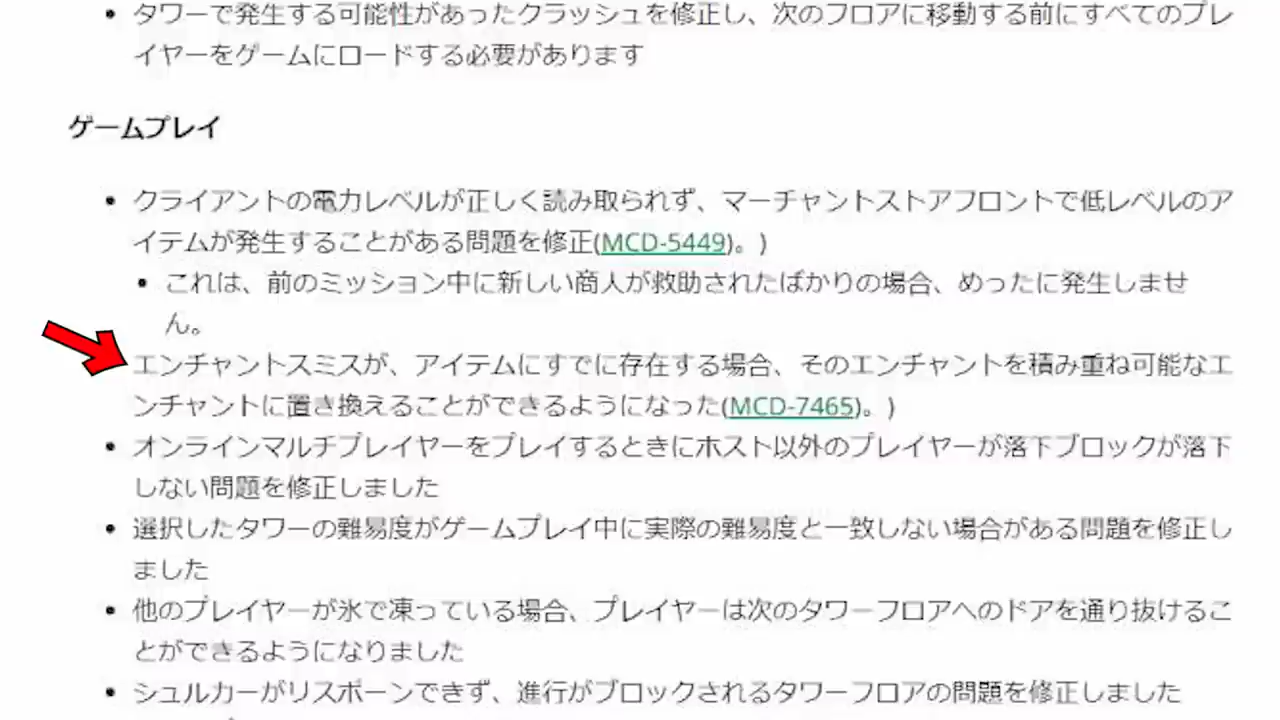 タワーで発生する可能性があったクラッシュを修正し、次のフロアに移動する前にすべてのプレ
イヤーをゲームにロードする必要があります
ゲームプレイ
クライアントの電力レベルが正しく読み取られず、マーチャントストアフロントで低レベルのア
イテムが発生することがある問題を修正(MCD-5449)。)
これは、前のミッション中に新しい商人が救助されたばかりの場合、めったに発生しませ
ん。
エンチャントスミスが、アイテムにすでに存在する場合、そのエンチャントを積み重ね可能なエ
ンチャントに置き換えることができるようになった(MCD-7465)。)
オンラインマルチプレイヤーをプレイするときにホスト以外のプレイヤーが落下ブロックが落下
しない問題を修正しました
選択したタワーの難易度がゲームプレイ中に実際の難易度と一致しない場合がある問題を修正し
ました
他のプレイヤーが氷で凍っている場合、プレイヤーは次のタワーフロアへのドアを通り抜けるこ
とができるようになりました
シュルカーがリスポーンできず、進行がブロックされるタワーフロアの問題を修正しました